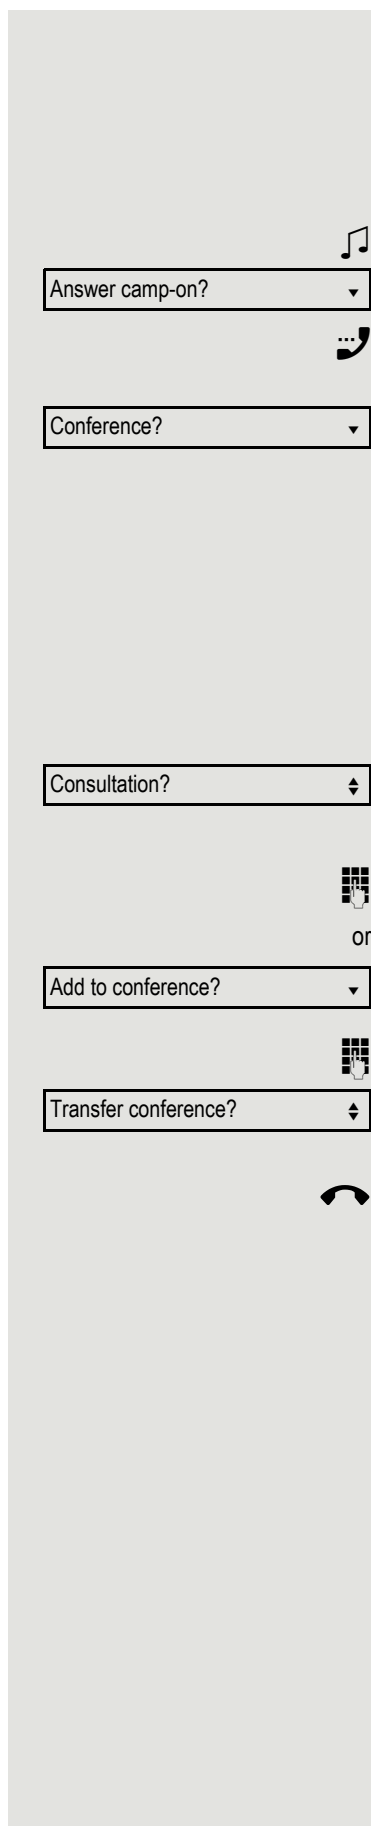 Answer camp-on?
Conference?
Consultation?
or
Add to conference?
Transfer conference?